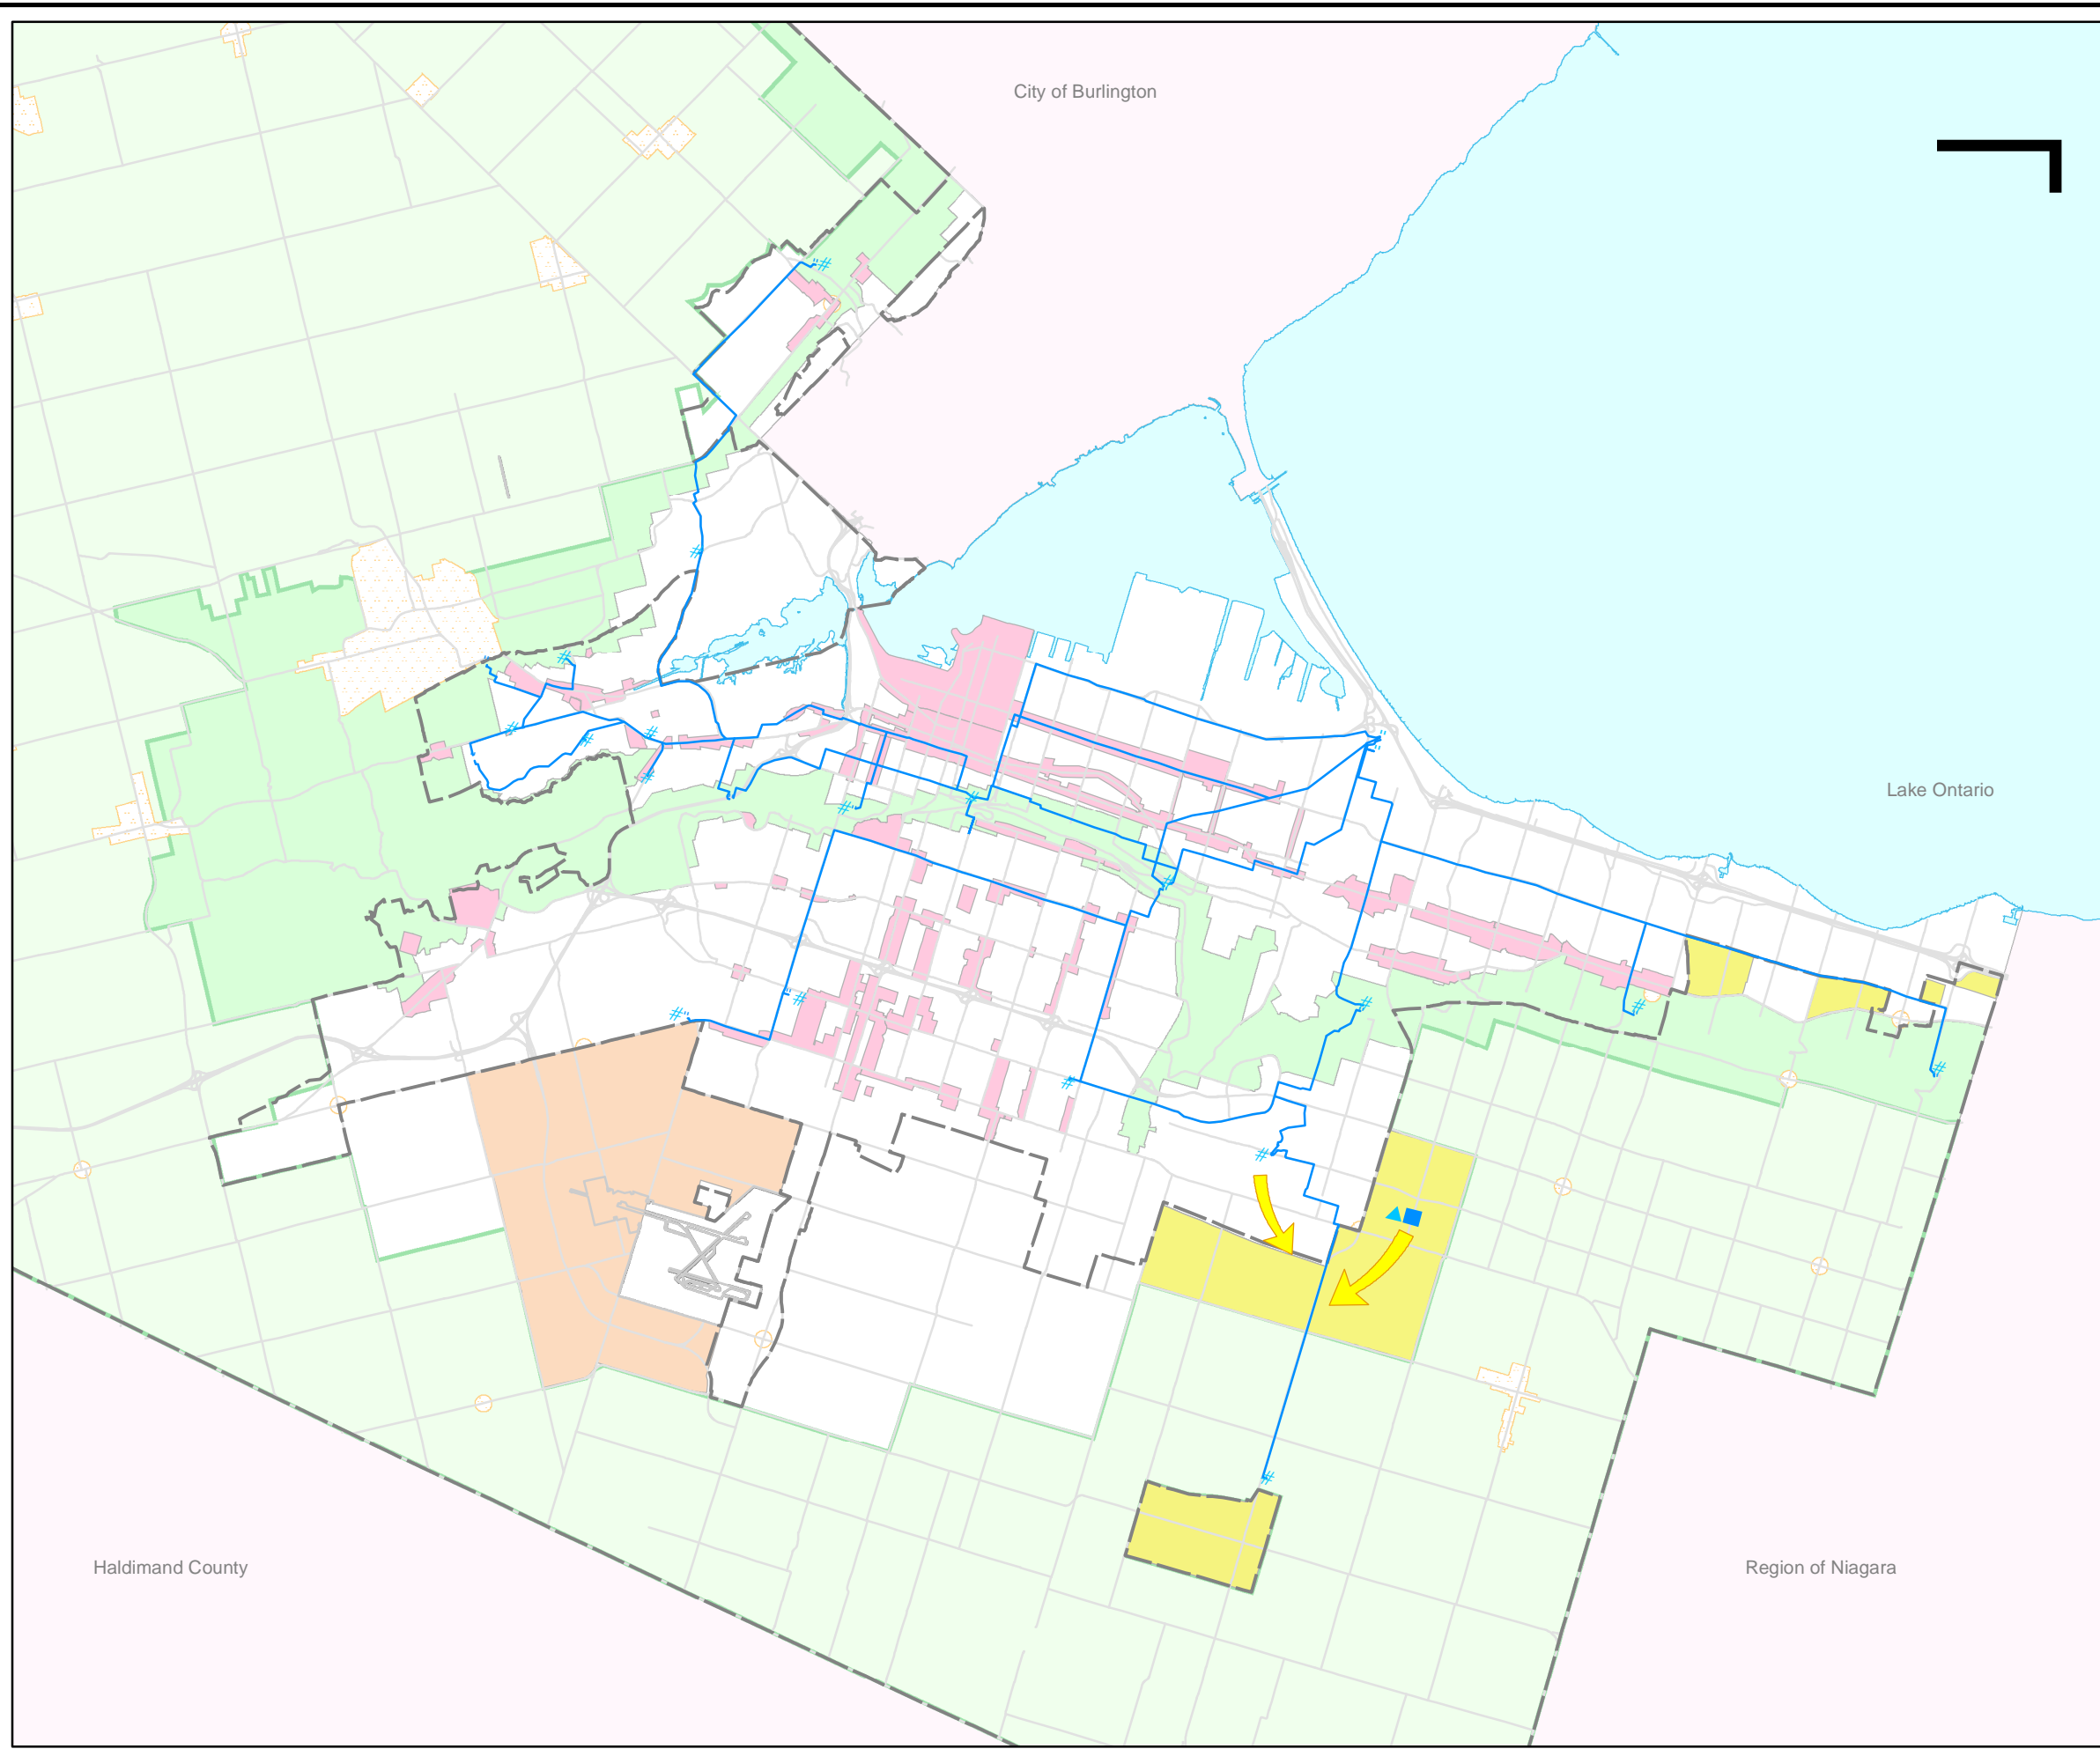 City of Burlington
Lake Ontario
Haldimand County
Region of Niagara